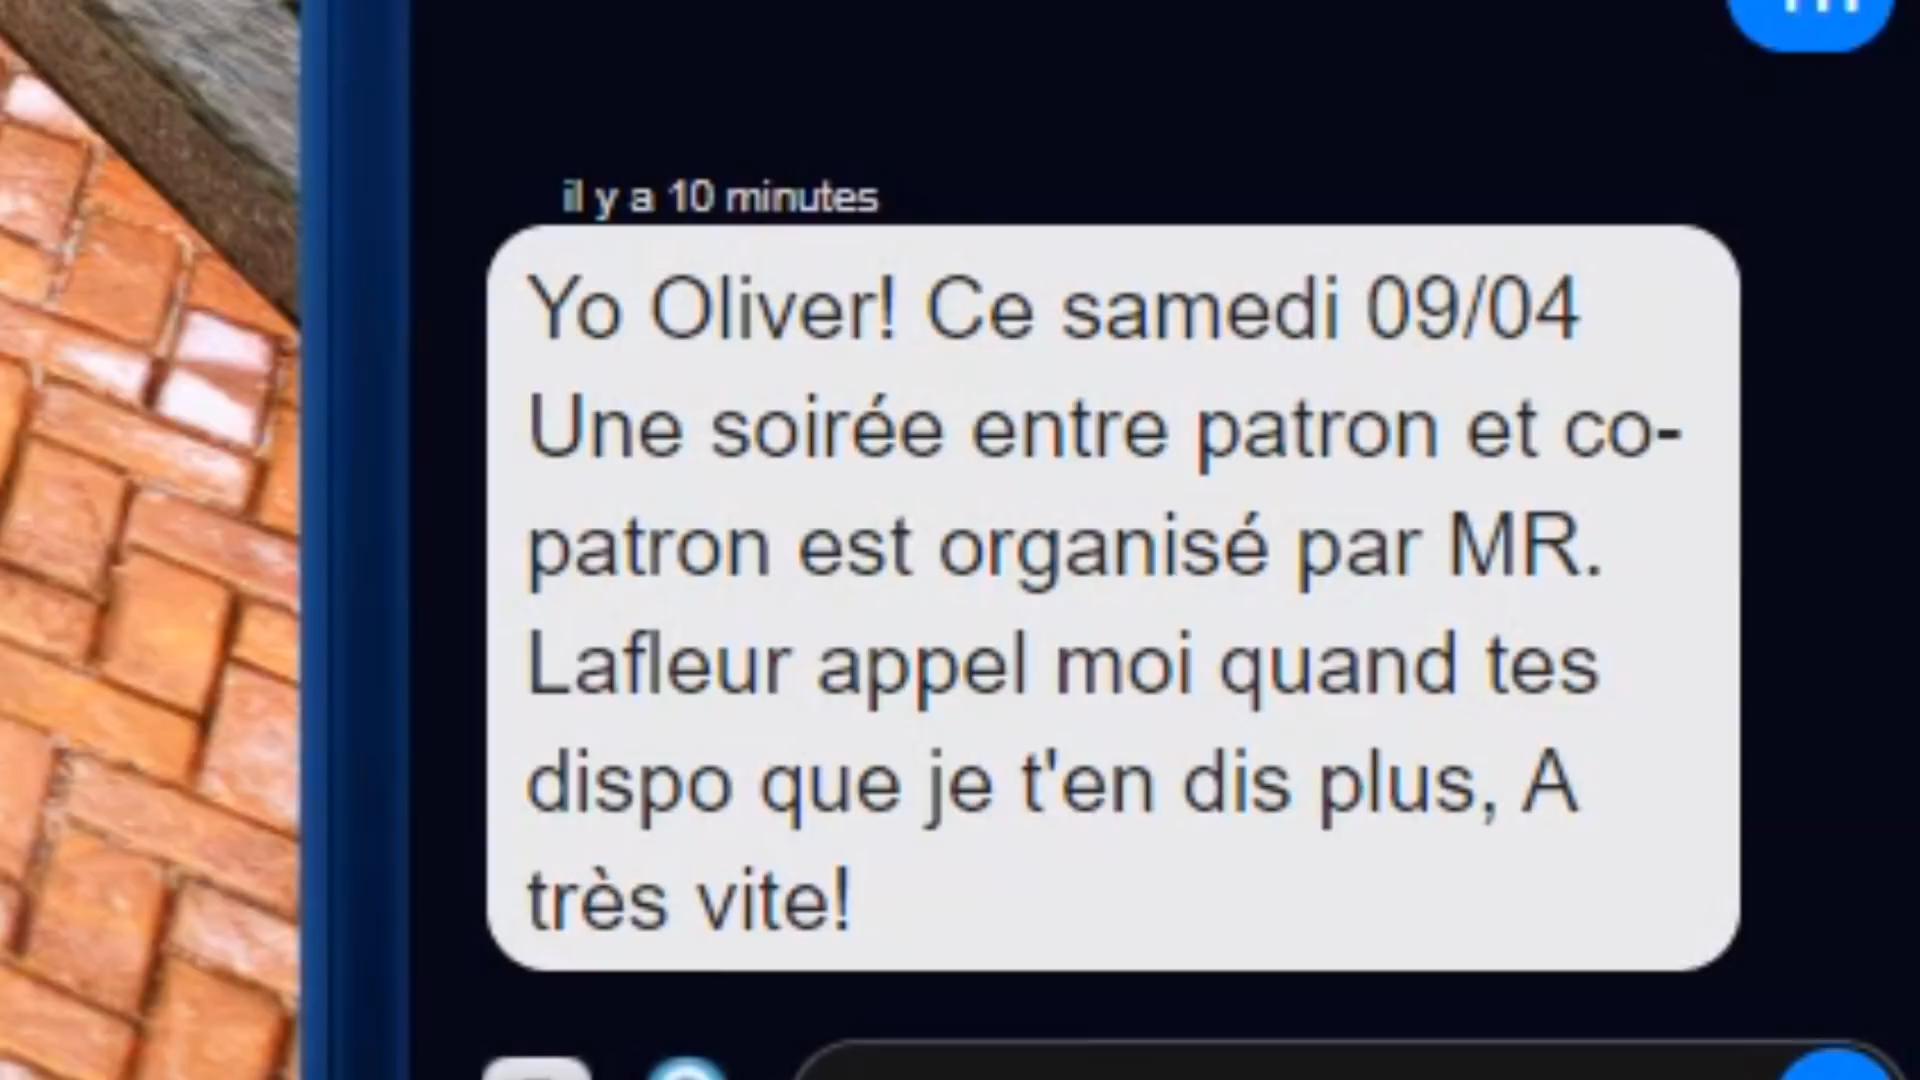 il y a 10 minutes
Yo Oliver! Ce samedi 09/04
Une soirée entre patron et co-
patron est organisé par MR.
Lafleur appel moi quand tes
dispo que je t'en dis plus, A
très vite!